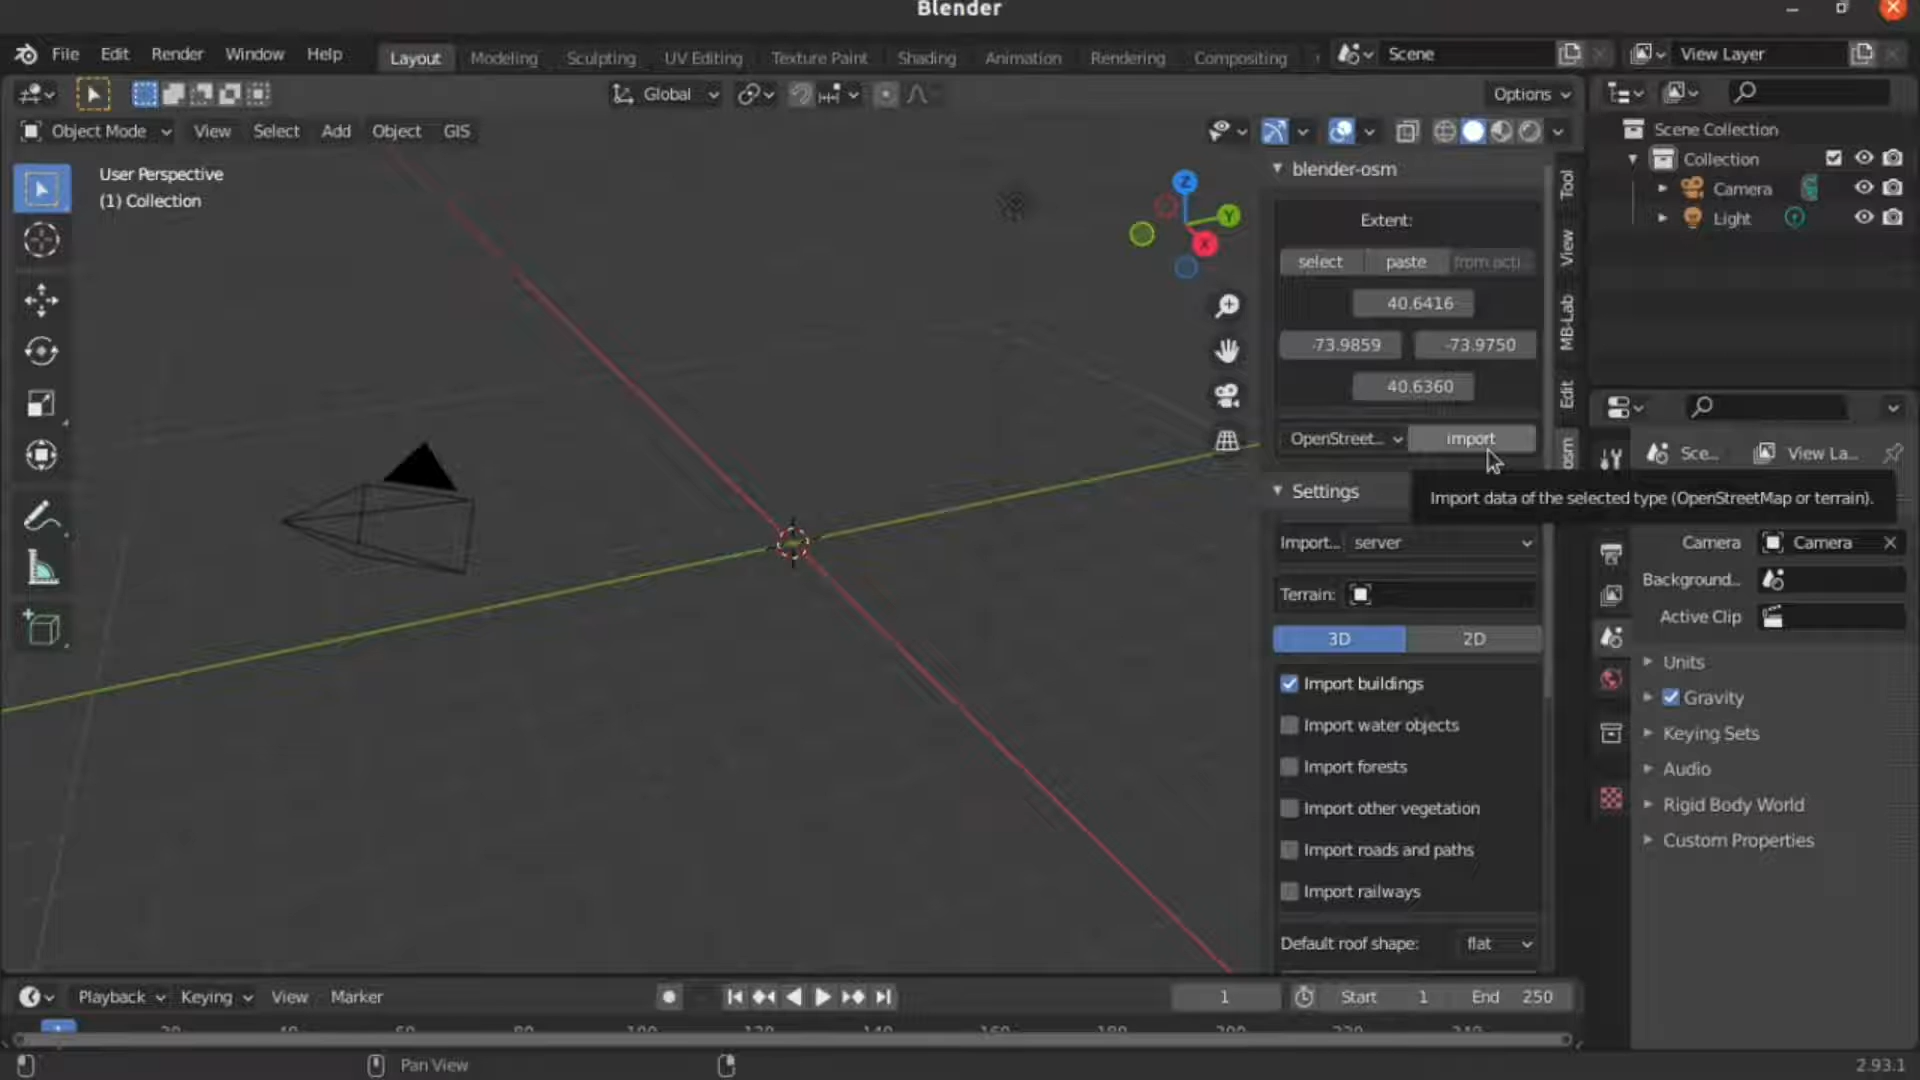 Blender
File Edit Render Window Help Layout Modeling Sculpting UV Editing Texture Paint Shading Animation Rendering Compositing Scene View Layer
Global Options
Object Mode View Select Add Object GIS
User Perspective
(1) Collection
Z
Y
X
blender-osm
Extent:
select paste from acti...
40.6416
-73.9859 -73.9750
40.6360
OpenStreet... import
Import data of the selected type (OpenStreetMap or terrain).
Settings
Import... server
Terrain:
3D 2D
Import buildings
Import water objects
Import forests
Import other vegetation
Import roads and paths
Import railways
Default roof shape: flat
Tool
View
MB-Lab
Edit
osm
Scene Collection
Collection
Camera
Light
Sce... View La...
Camera Camera
Background...
Active Clip
Units
Gravity
Keying Sets
Audio
Rigid Body World
Custom Properties
Playback Keying View Marker 1 Start 1 End 250
Pan View 2.93.1